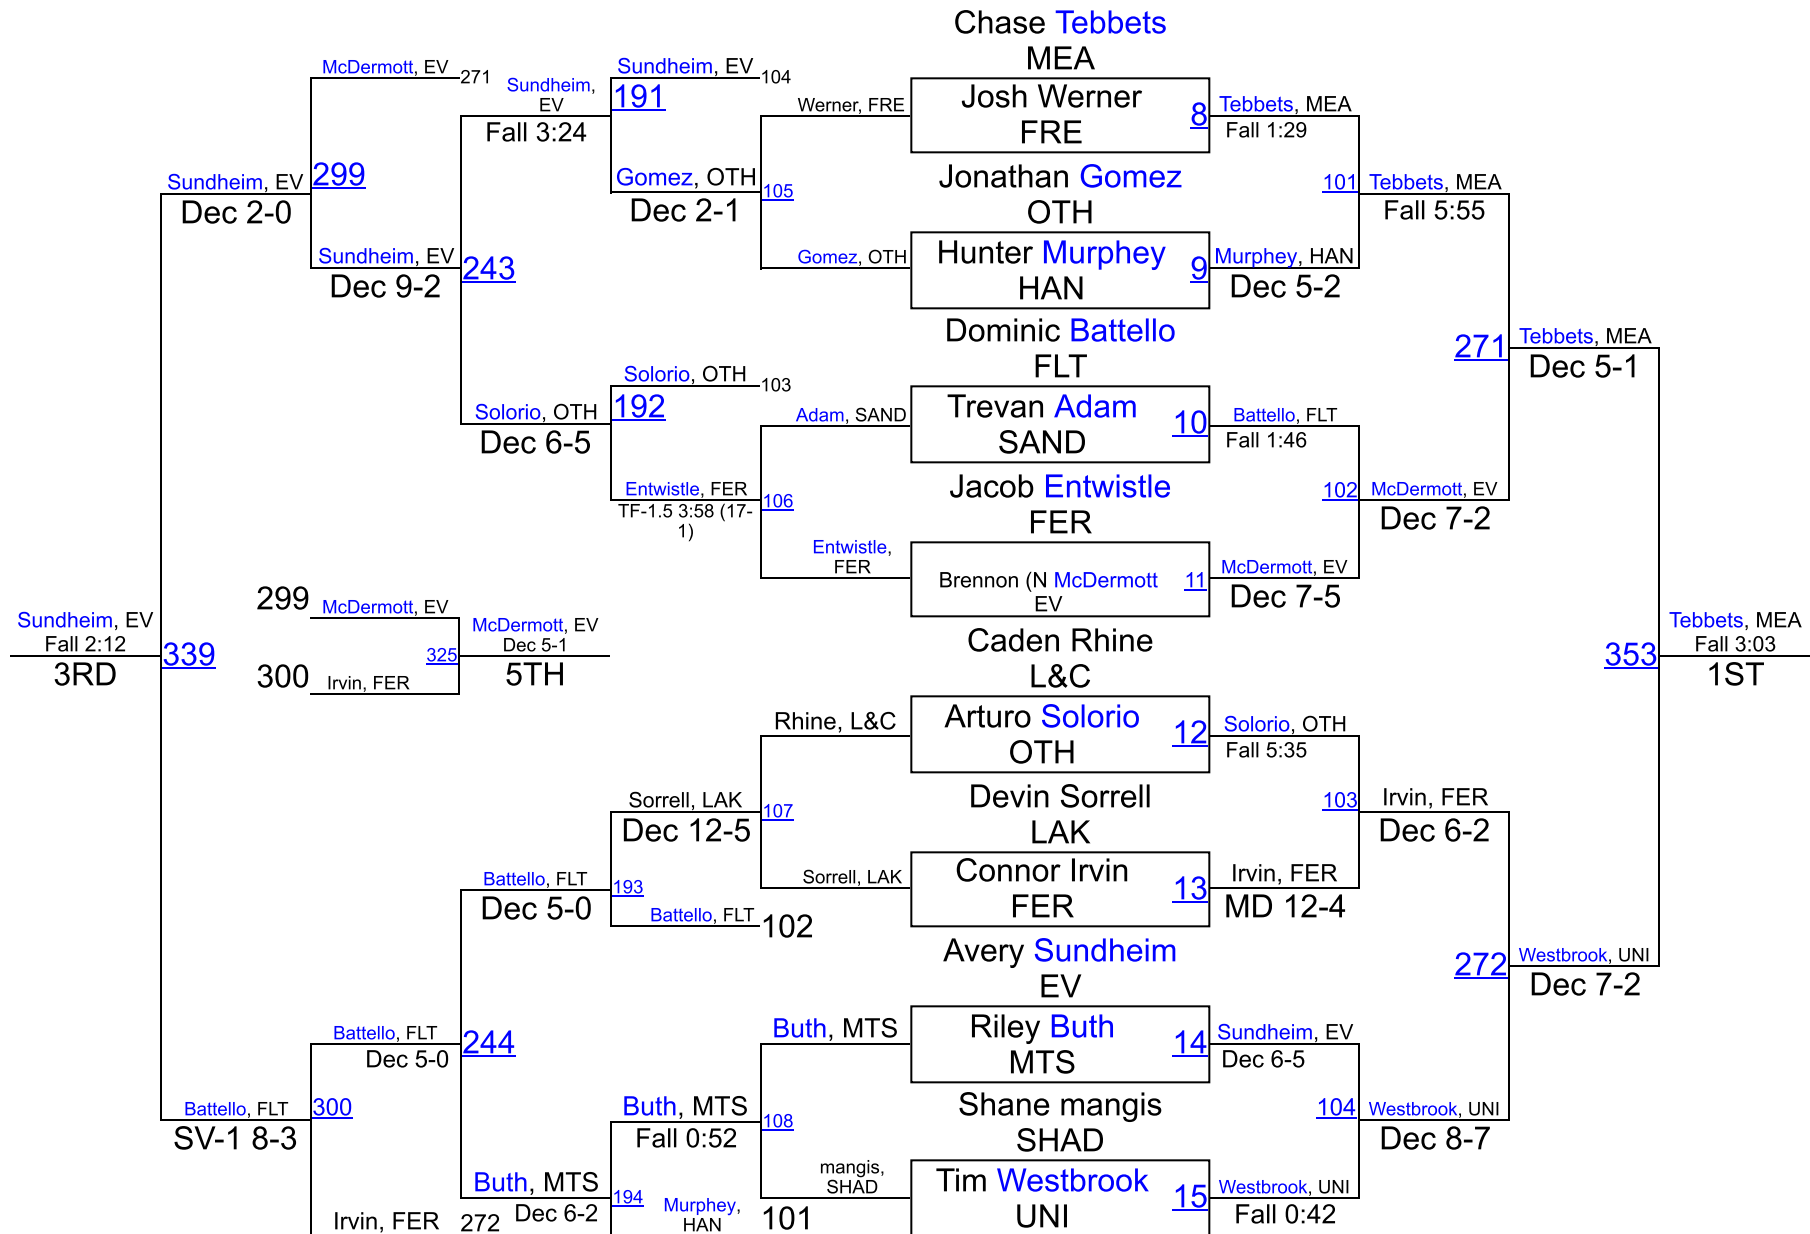 Chase Tebbets
MEA
McDermott, EV
271
Sundheim,
EV
Fall 3:24
Sundheim, EV
104
191
Werner, FRE
Josh Werner
FRE
8
Tebbets, MEA
Fall 1:29
Sundheim, EV
Dec 2-0
299
Gomez, OTH
Dec 2-1
105
Jonathan Gomez
OTH
101
Tebbets, MEA
Fall 5:55
Sundheim, EV
Dec 9-2
243
Gomez, OTH
Hunter Murphey
HAN
9
Murphey, HAN
Dec 5-2
Dominic Battello
FLT
271
Tebbets, MEA
Dec 5-1
Solorio, OTH
103
Solorio, OTH
Dec 6-5
192
Adam, SAND
Trevan Adam
SAND
10
Battello, FLT
Fall 1:46
Entwistle, FER
TF-1.5 3:58 (17-
1)
106
Jacob Entwistle
FER
102
McDermott, EV
Dec 7-2
Entwistle,
FER
Brennon (N McDermott
EV
11
McDermott, EV
Dec 7-5
299
McDermott, EV
Sundheim, EV
Fall 2:12
3RD
339
325
McDermott, EV
Dec 5-1
5TH
300
Irvin, FER
Caden Rhine
L&C
353
Tebbets, MEA
Fall 3:03
1ST
Rhine, L&C
Arturo Solorio
OTH
12
Solorio, OTH
Fall 5:35
Sorrell, LAK
Dec 12-5
107
Devin Sorrell
LAK
103
Irvin, FER
Dec 6-2
Battello, FLT
Dec 5-0
193
Sorrell, LAK
Connor Irvin
FER
13
Irvin, FER
MD 12-4
Battello, FLT
102
Avery Sundheim
EV
272
Westbrook, UNI
Dec 7-2
Battello, FLT
Dec 5-0
244
Buth, MTS
Riley Buth
MTS
14
Sundheim, EV
Dec 6-5
Battello, FLT
SV-1 8-3
300
Buth, MTS
Fall 0:52
108
Shane mangis
SHAD
104
Westbrook, UNI
Dec 8-7
mangis,
SHAD
Tim Westbrook
UNI
15
Westbrook, UNI
Fall 0:42
Buth, MTS
Dec 6-2
194
Murphey,
HAN
101
Irvin, FER
272